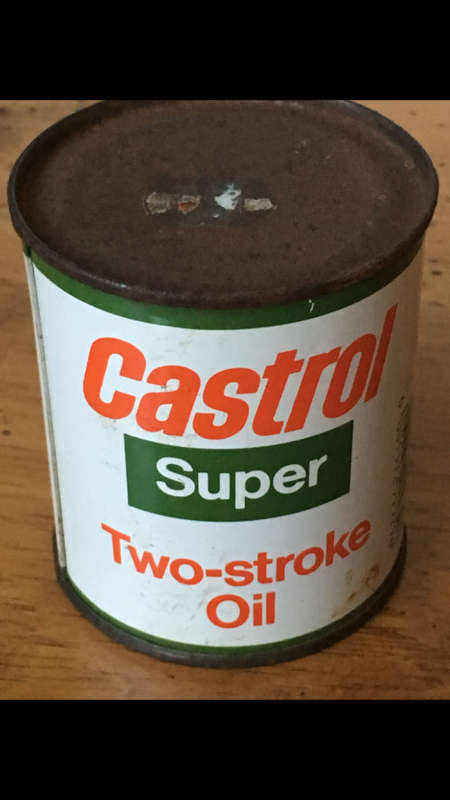 Castrol
Super
Two-stroke
Oil